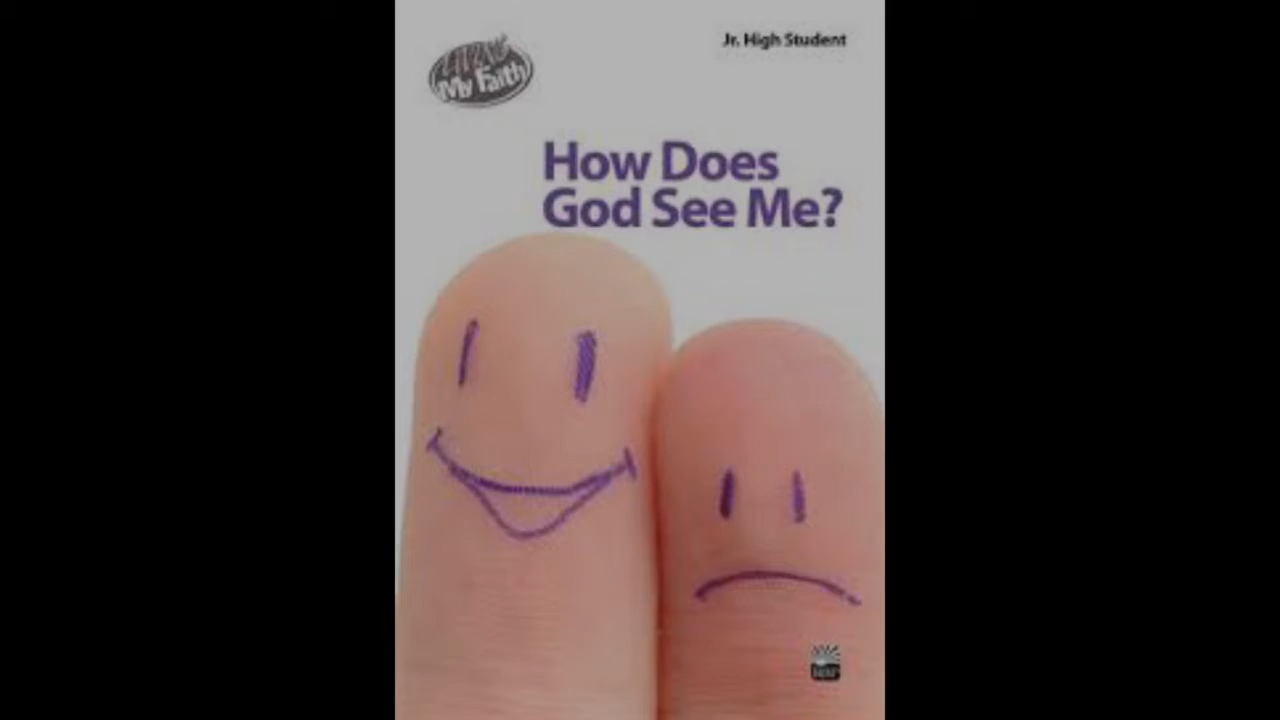 LIVING
My Faith
Jr. High Student
How Does
God See Me?